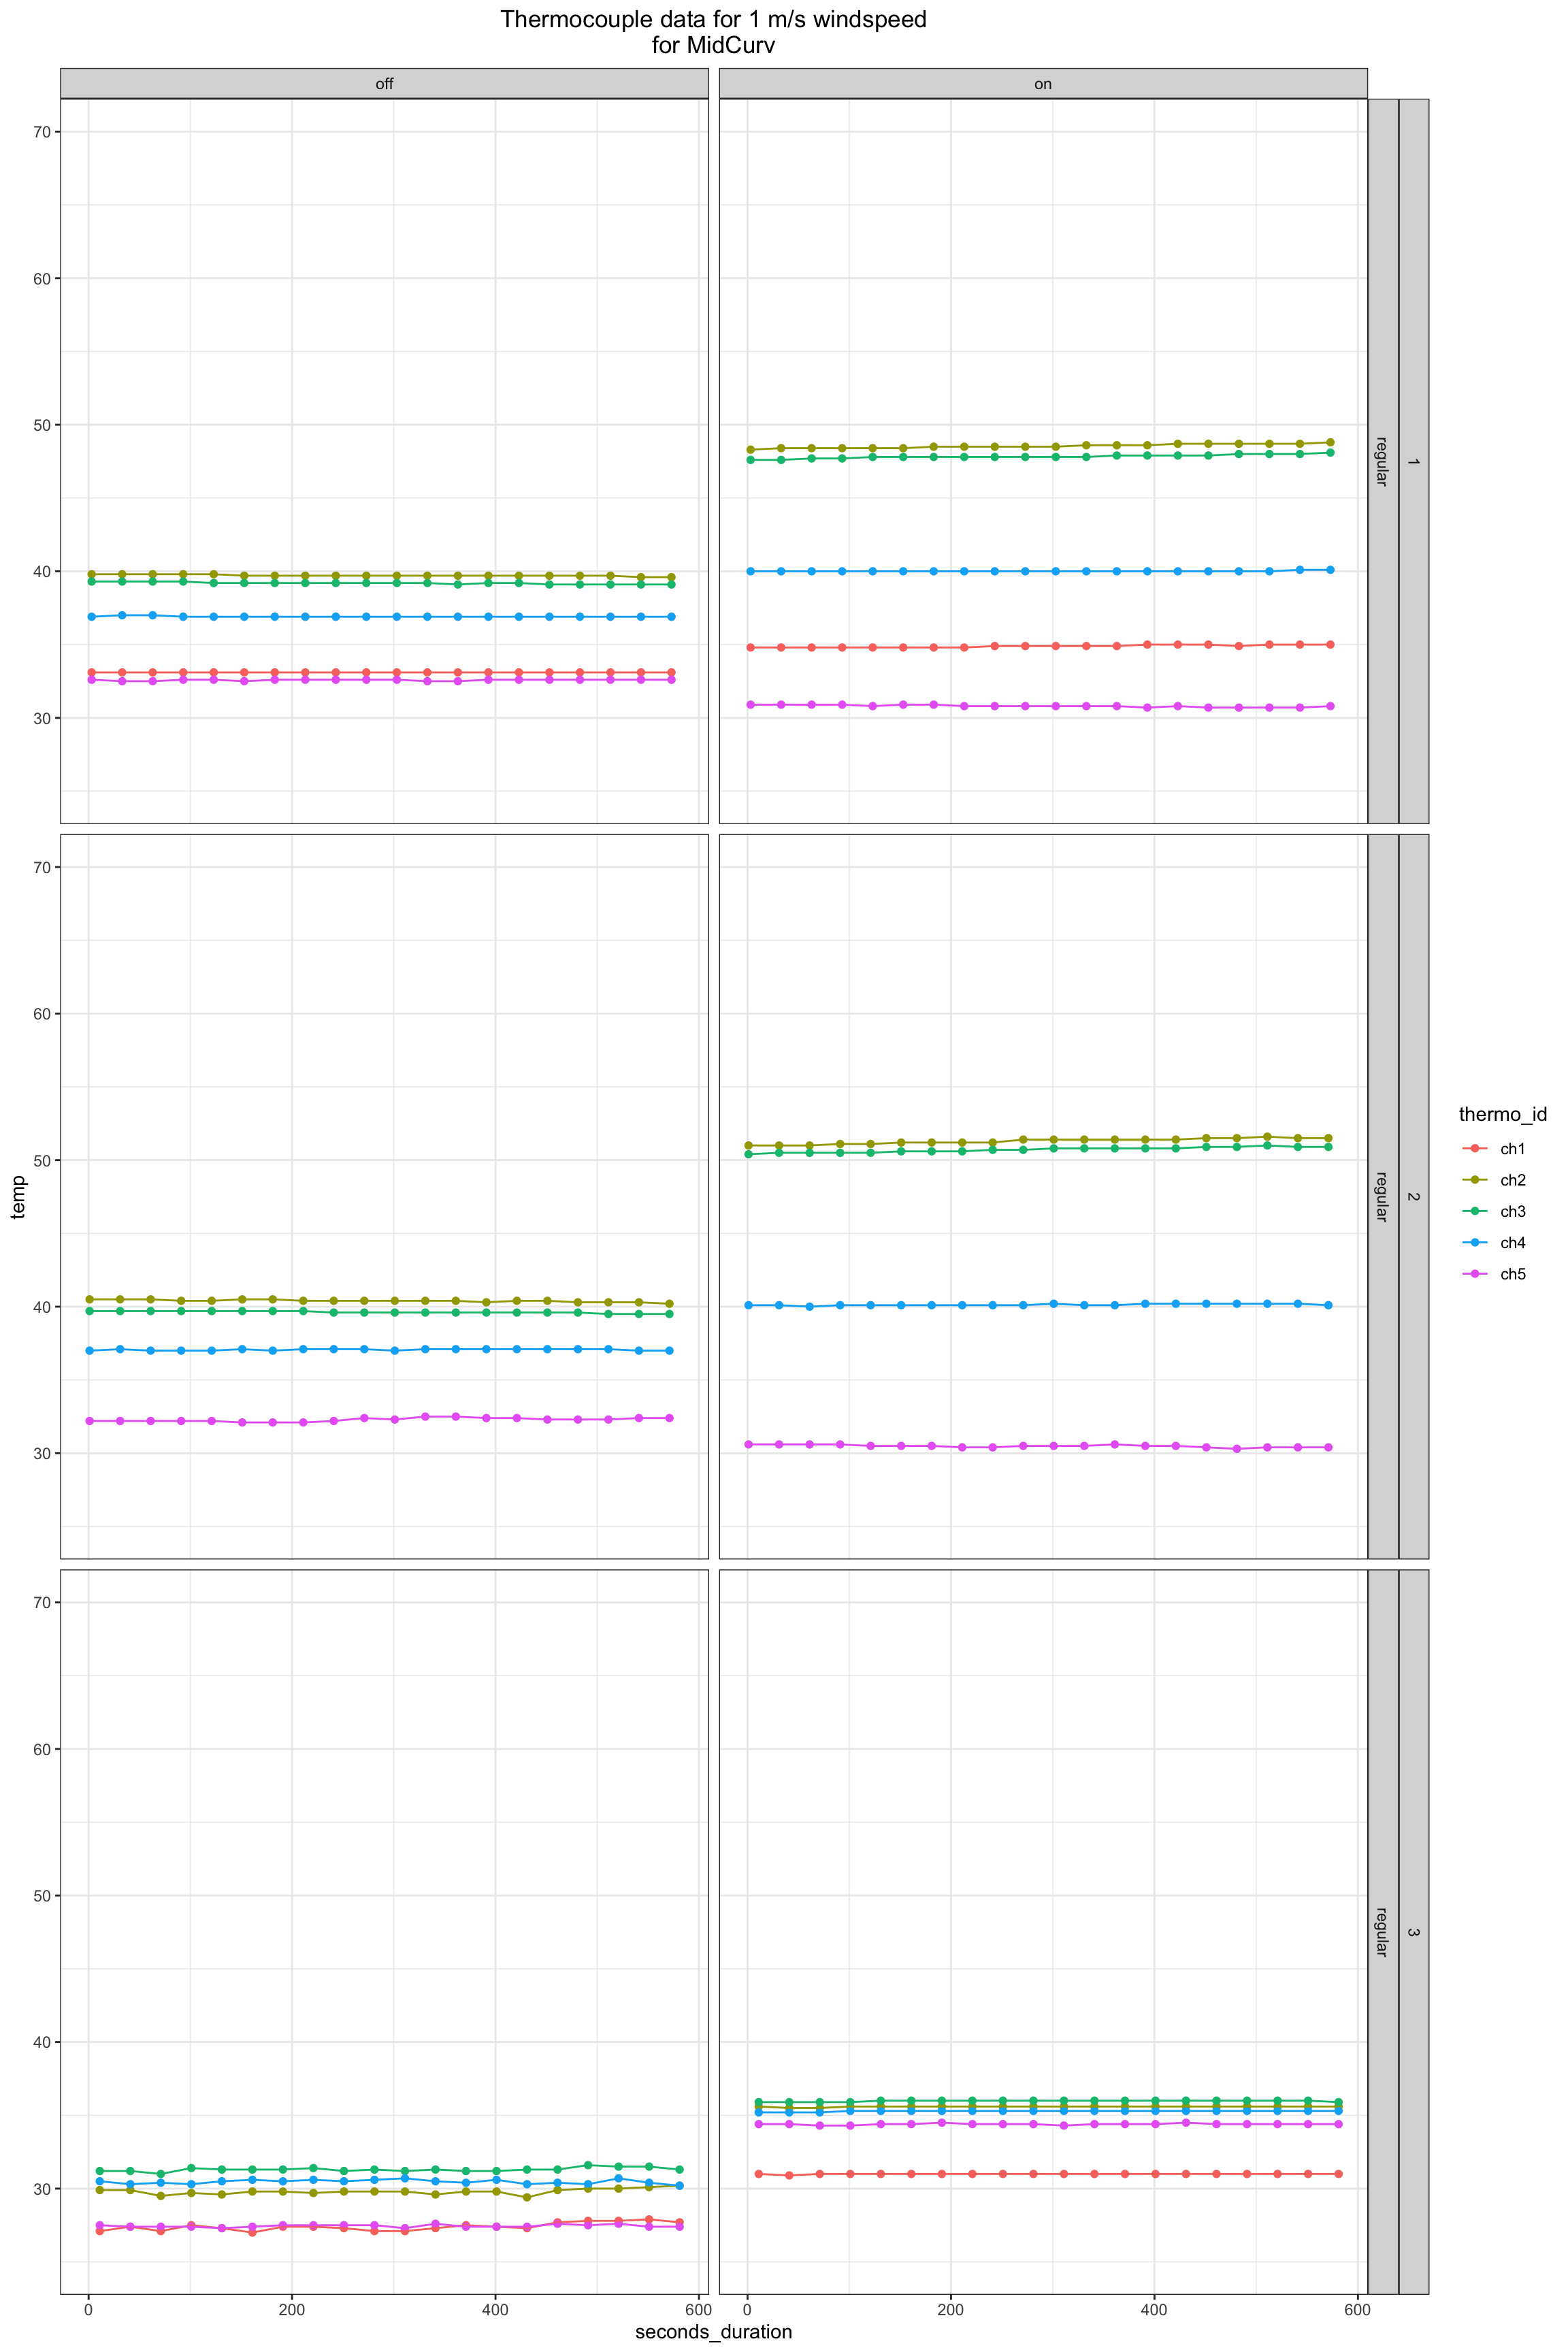 Thermocouple data for 1 m/s windspeed
for MidCurv
off
on
70
60
50
40
30
regular
1
70
60
50
40
30
regular
2
temp
thermo_id
ch1
ch2
ch3
ch4
ch5
70
60
50
40
30
regular
3
0
200
400
600
0
200
400
600
seconds_duration